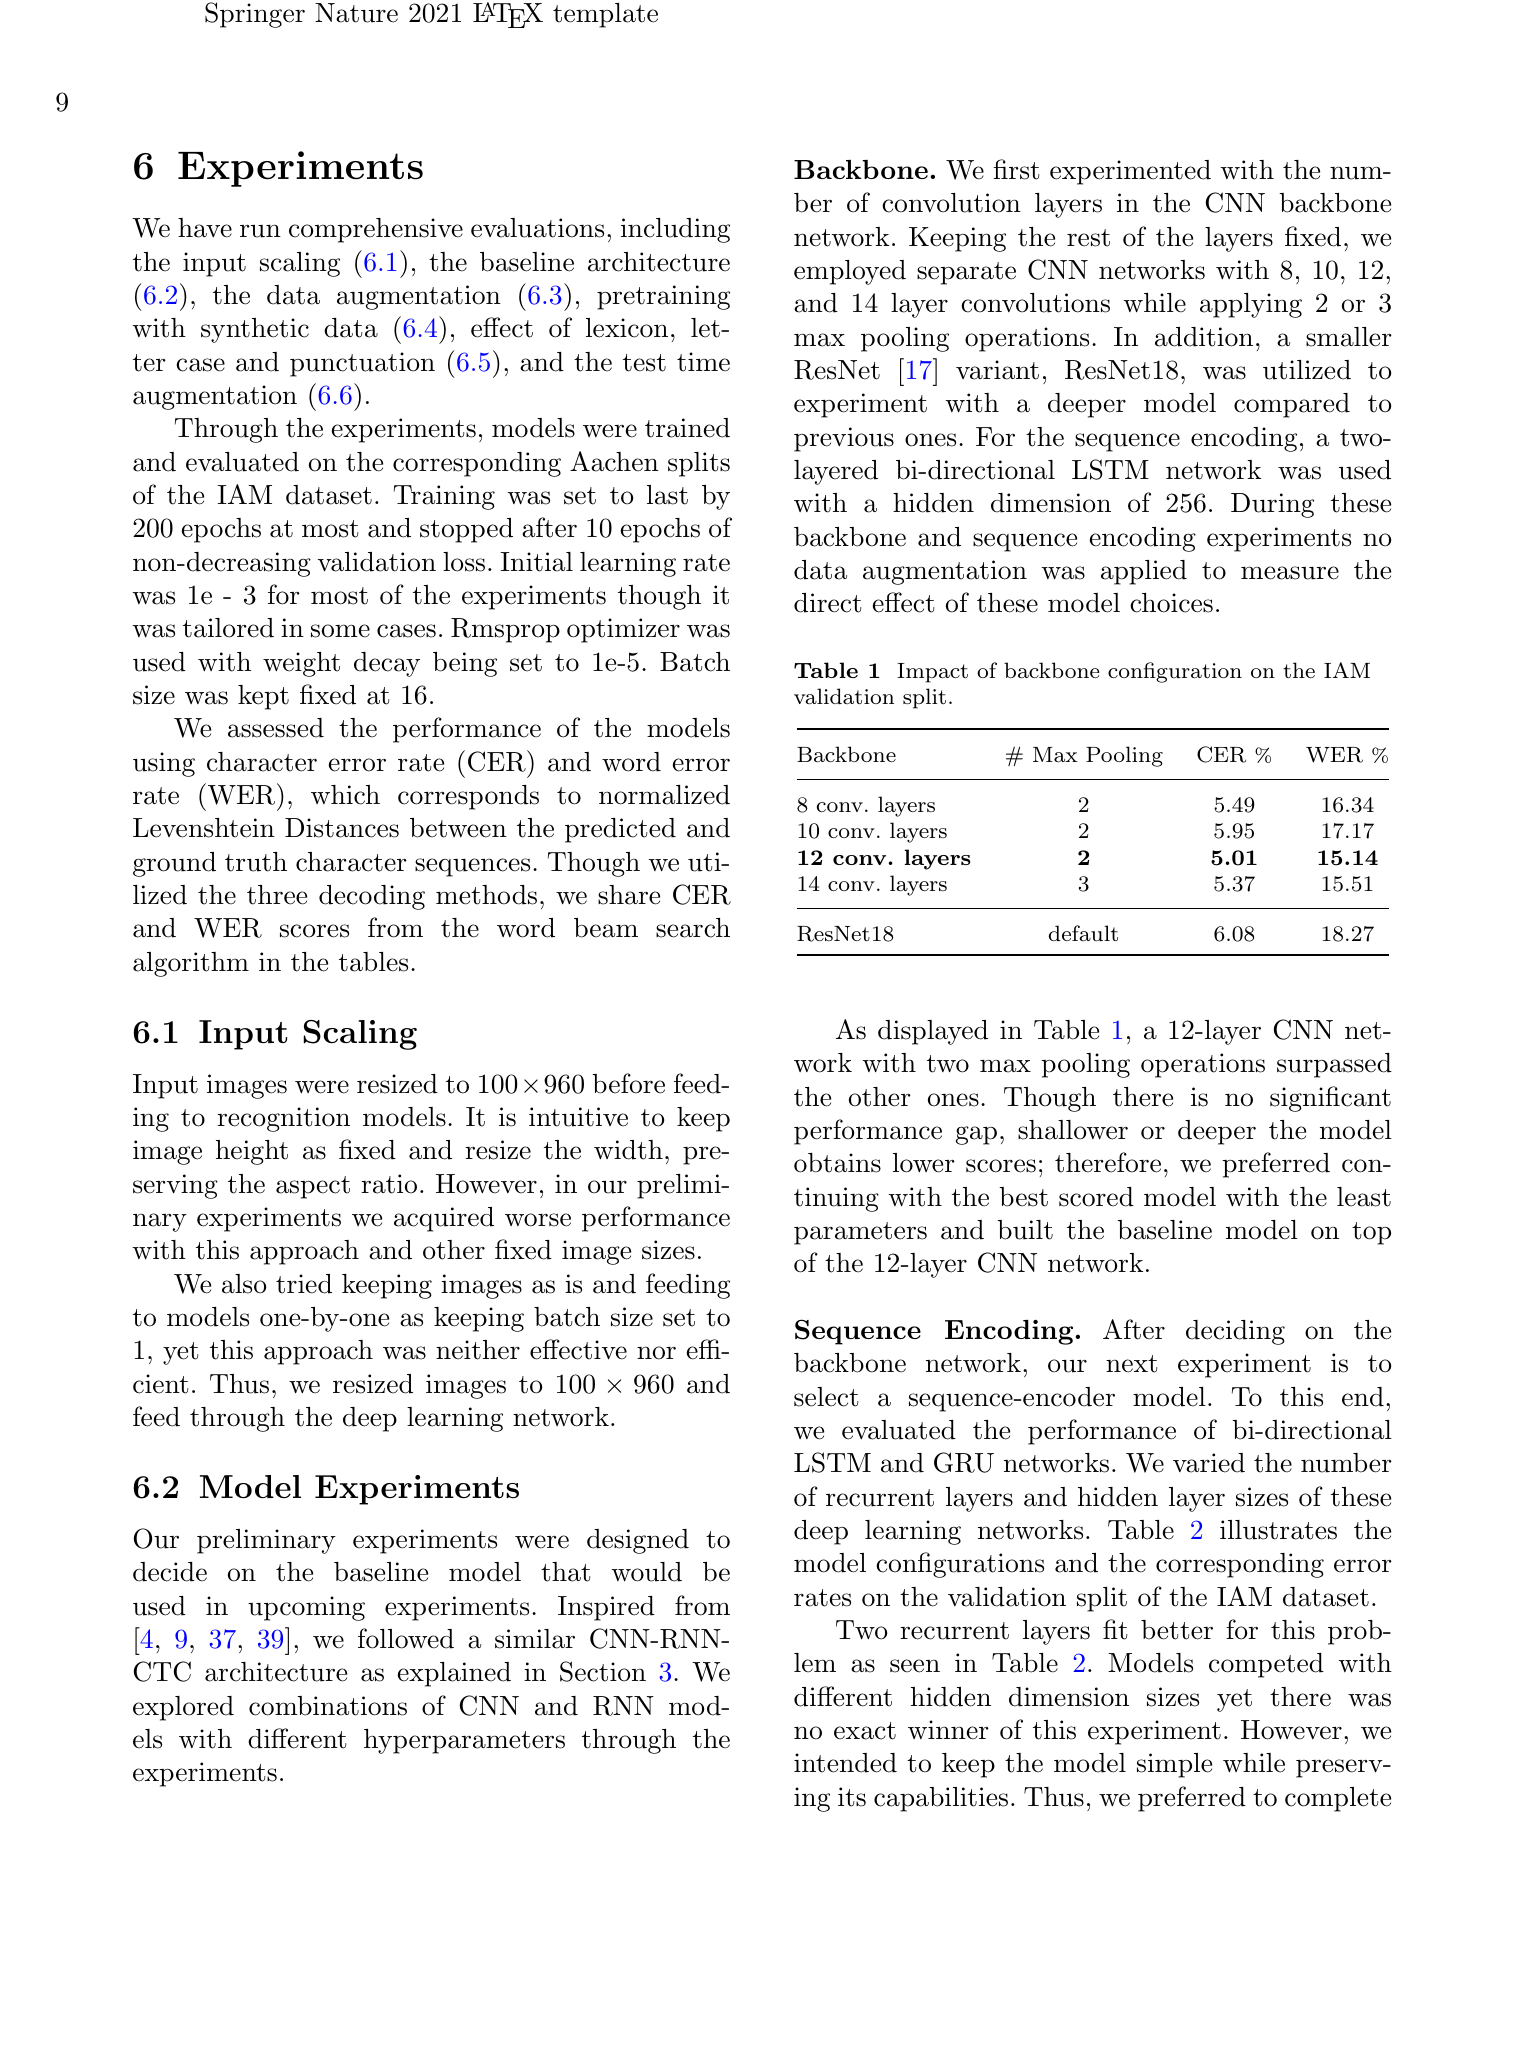 Springer Nature 2021 LATEX template
9
6 Experiments
We have run comprehensive evaluations, including
the input scaling (6.1), the baseline architecture
(6.2), the data augmentation (6.3), pretraining
with synthetic data (6.4), effect of lexicon, let-
ter case and punctuation (6.5), and the test time
augmentation (6.6).
Through the experiments, models were trained
and evaluated on the corresponding Aachen splits
of the IAM dataset. Training was set to last by
200 epochs at most and stopped after 10 epochs of
non-decreasing validation loss. Initial learning rate
was 1e - 3 for most of the experiments though it
was tailored in some cases. Rmsprop optimizer was
used with weight decay being set to 1e-5. Batch
size was kept fixed at 16.
We assessed the performance of the models
using character error rate (CER) and word error
rate (WER), which corresponds to normalized
Levenshtein Distances between the predicted and
ground truth character sequences. Though we uti-
lized the three decoding methods, we share CER
and WER scores from the word beam search
algorithm in the tables.
6.1 Input Scaling
Input images were resized to 100×960 before feed-
ing to recognition models. It is intuitive to keep
image height as fixed and resize the width, pre-
serving the aspect ratio. However, in our prelimi-
nary experiments we acquired worse performance
with this approach and other fixed image sizes.
We also tried keeping images as is and feeding
to models one-by-one as keeping batch size set to
1, yet this approach was neither effective nor effi-
cient. Thus, we resized images to 100 × 960 and
feed through the deep learning network.
6.2 Model Experiments
Our preliminary experiments were designed to
decide on the baseline model that would be
used in upcoming experiments. Inspired from
[4, 9, 37, 39], we followed a similar CNN-RNN-
CTC architecture as explained in Section 3. We
explored combinations of CNN and RNN mod-
els with different hyperparameters through the
experiments.
Backbone. We first experimented with the num-
ber of convolution layers in the CNN backbone
network. Keeping the rest of the layers fixed, we
employed separate CNN networks with 8, 10, 12,
and 14 layer convolutions while applying 2 or 3
max pooling operations. In addition, a smaller
ResNet [17] variant, ResNet18, was utilized to
experiment with a deeper model compared to
previous ones. For the sequence encoding, a two-
layered bi-directional LSTM network was used
with a hidden dimension of 256. During these
backbone and sequence encoding experiments no
data augmentation was applied to measure the
direct effect of these model choices.
Table 1 Impact of backbone configuration on the IAM
validation split.
Backbone # Max Pooling CER % WER %
8 conv. layers 2 5.49 16.34
10 conv. layers 2 5.95 17.17
12 conv. layers 2 5.01 15.14
14 conv. layers 3 5.37 15.51
ResNet18 default 6.08 18.27
As displayed in Table 1, a 12-layer CNN net-
work with two max pooling operations surpassed
the other ones. Though there is no significant
performance gap, shallower or deeper the model
obtains lower scores; therefore, we preferred con-
tinuing with the best scored model with the least
parameters and built the baseline model on top
of the 12-layer CNN network.
Sequence Encoding. After deciding on the
backbone network, our next experiment is to
select a sequence-encoder model. To this end,
we evaluated the performance of bi-directional
LSTM and GRU networks. We varied the number
of recurrent layers and hidden layer sizes of these
deep learning networks. Table 2 illustrates the
model configurations and the corresponding error
rates on the validation split of the IAM dataset.
Two recurrent layers fit better for this prob-
lem as seen in Table 2. Models competed with
different hidden dimension sizes yet there was
no exact winner of this experiment. However, we
intended to keep the model simple while preserv-
ing its capabilities. Thus, we preferred to complete